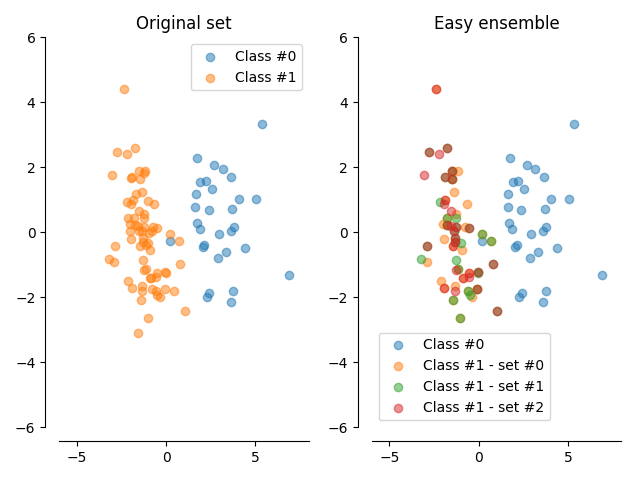 Original set
Class #0
Class #1
6
4
2
0
−2
−4
−6
−5
0
5
Easy ensemble
6
4
2
0
−2
−4
−6
Class #0
Class #1 - set #0
Class #1 - set #1
Class #1 - set #2
−5
0
5